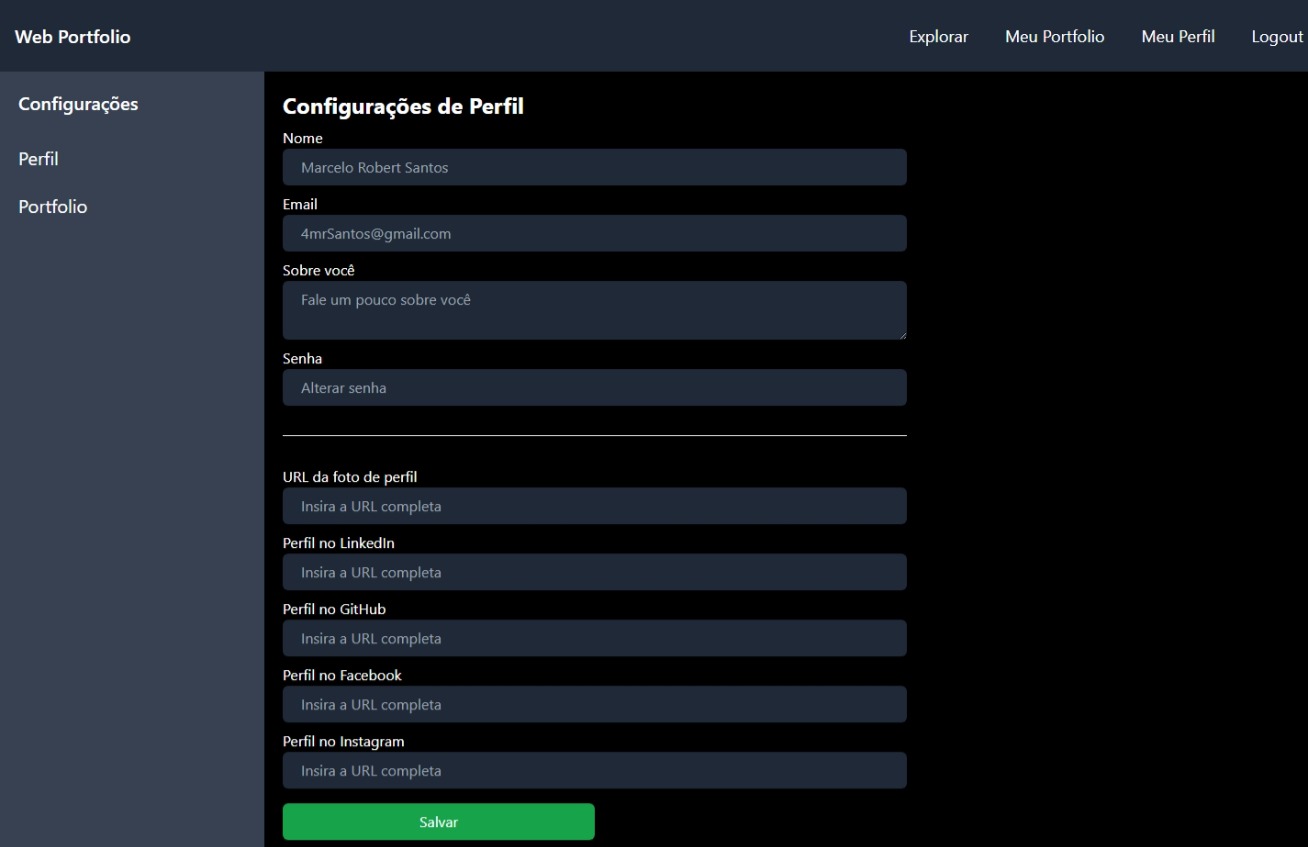 Web Portfolio
Explorar Meu Portfolio Meu Perfil Logout
Configurações
Perfil
Portfolio
Configurações de Perfil
Nome
Marcelo Robert Santos
Email
4mrSantos@gmail.com
Sobre você
Fale um pouco sobre você
Senha
Alterar senha
URL da foto de perfil
Insira a URL completa
Perfil no LinkedIn
Insira a URL completa
Perfil no GitHub
Insira a URL completa
Perfil no Facebook
Insira a URL completa
Perfil no Instagram
Insira a URL completa
Salvar